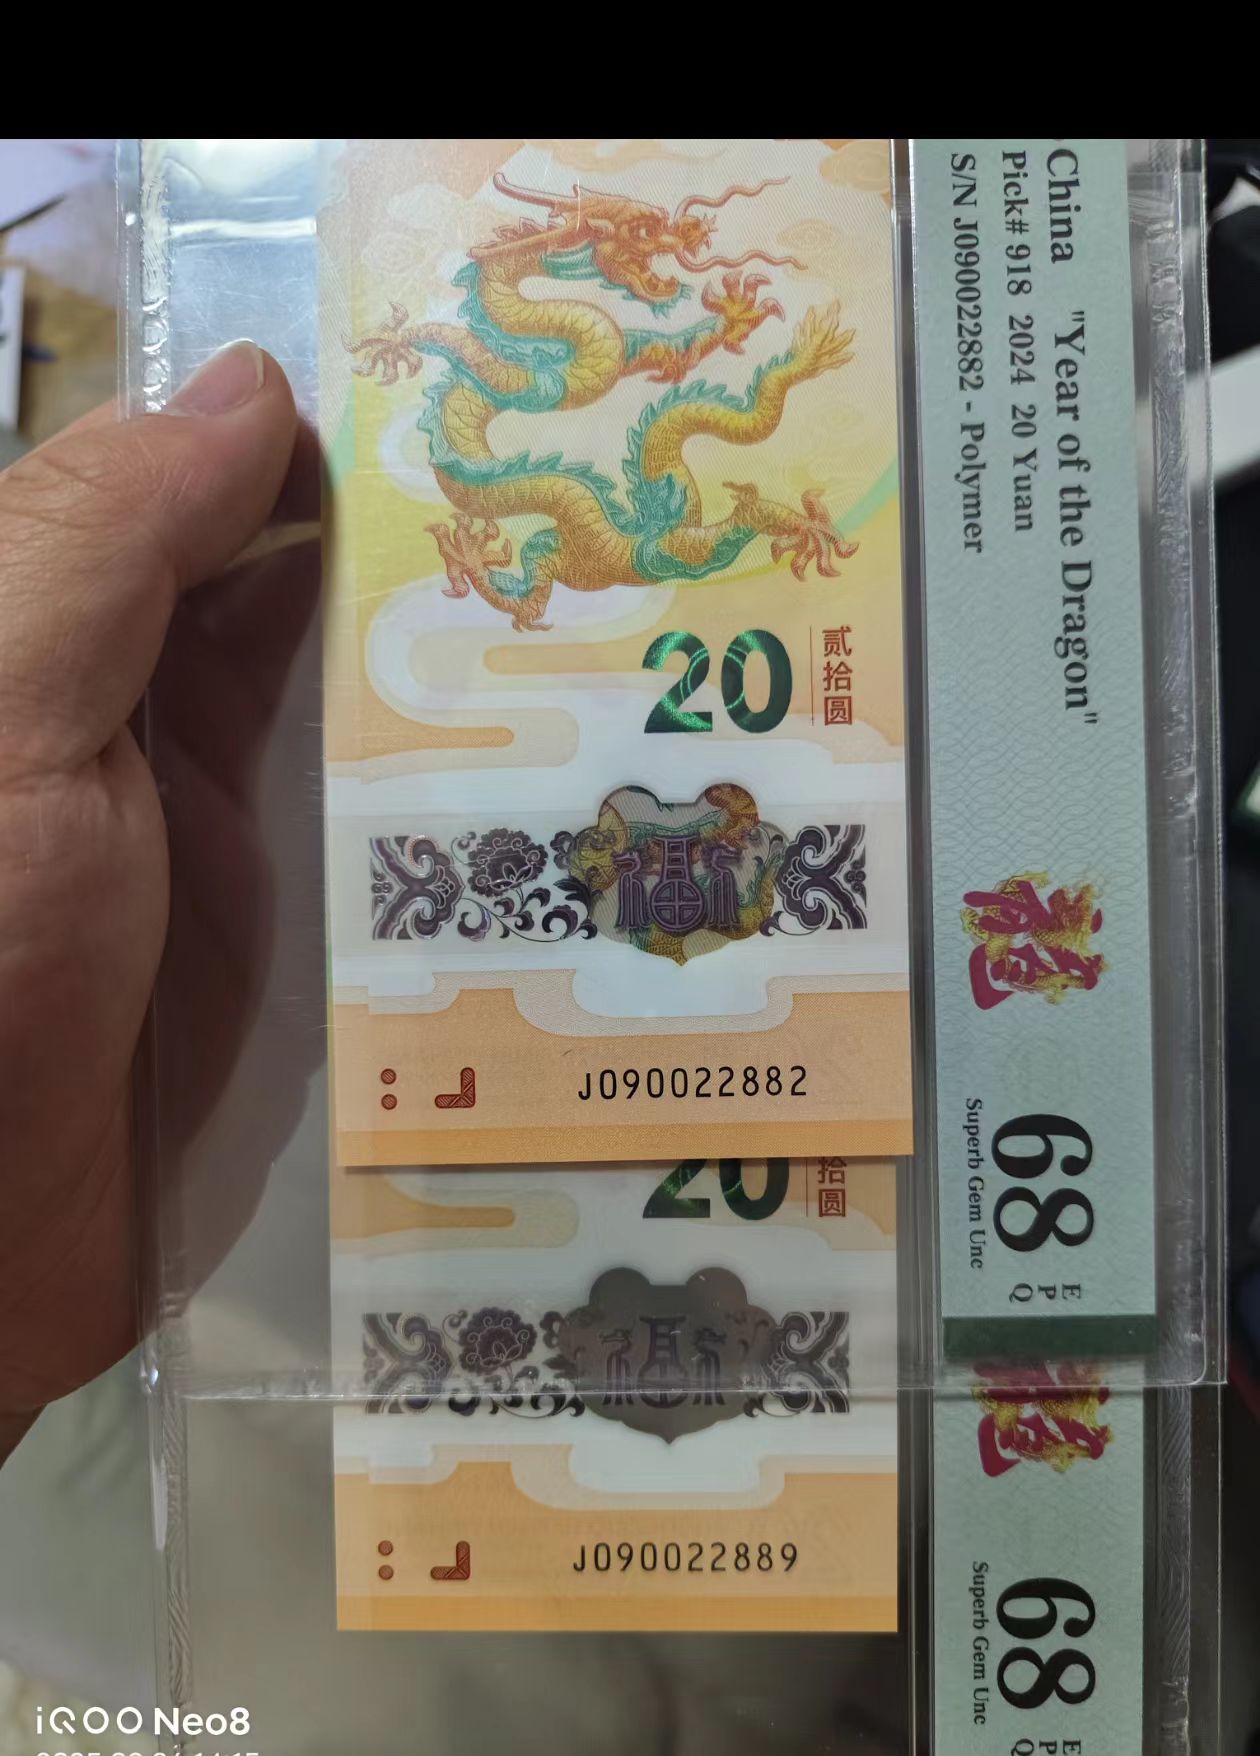 China "Year of the Dragon"
Pick# 918 2024 20 Yuan
S/N J090022882 - Polymer
68 EPQ
Superb Gem Unc
20 贰拾圆
福
J090022882
20 拾圆
福
J090022889
68 EP
Superb Gem Unc
iQOO Neo8